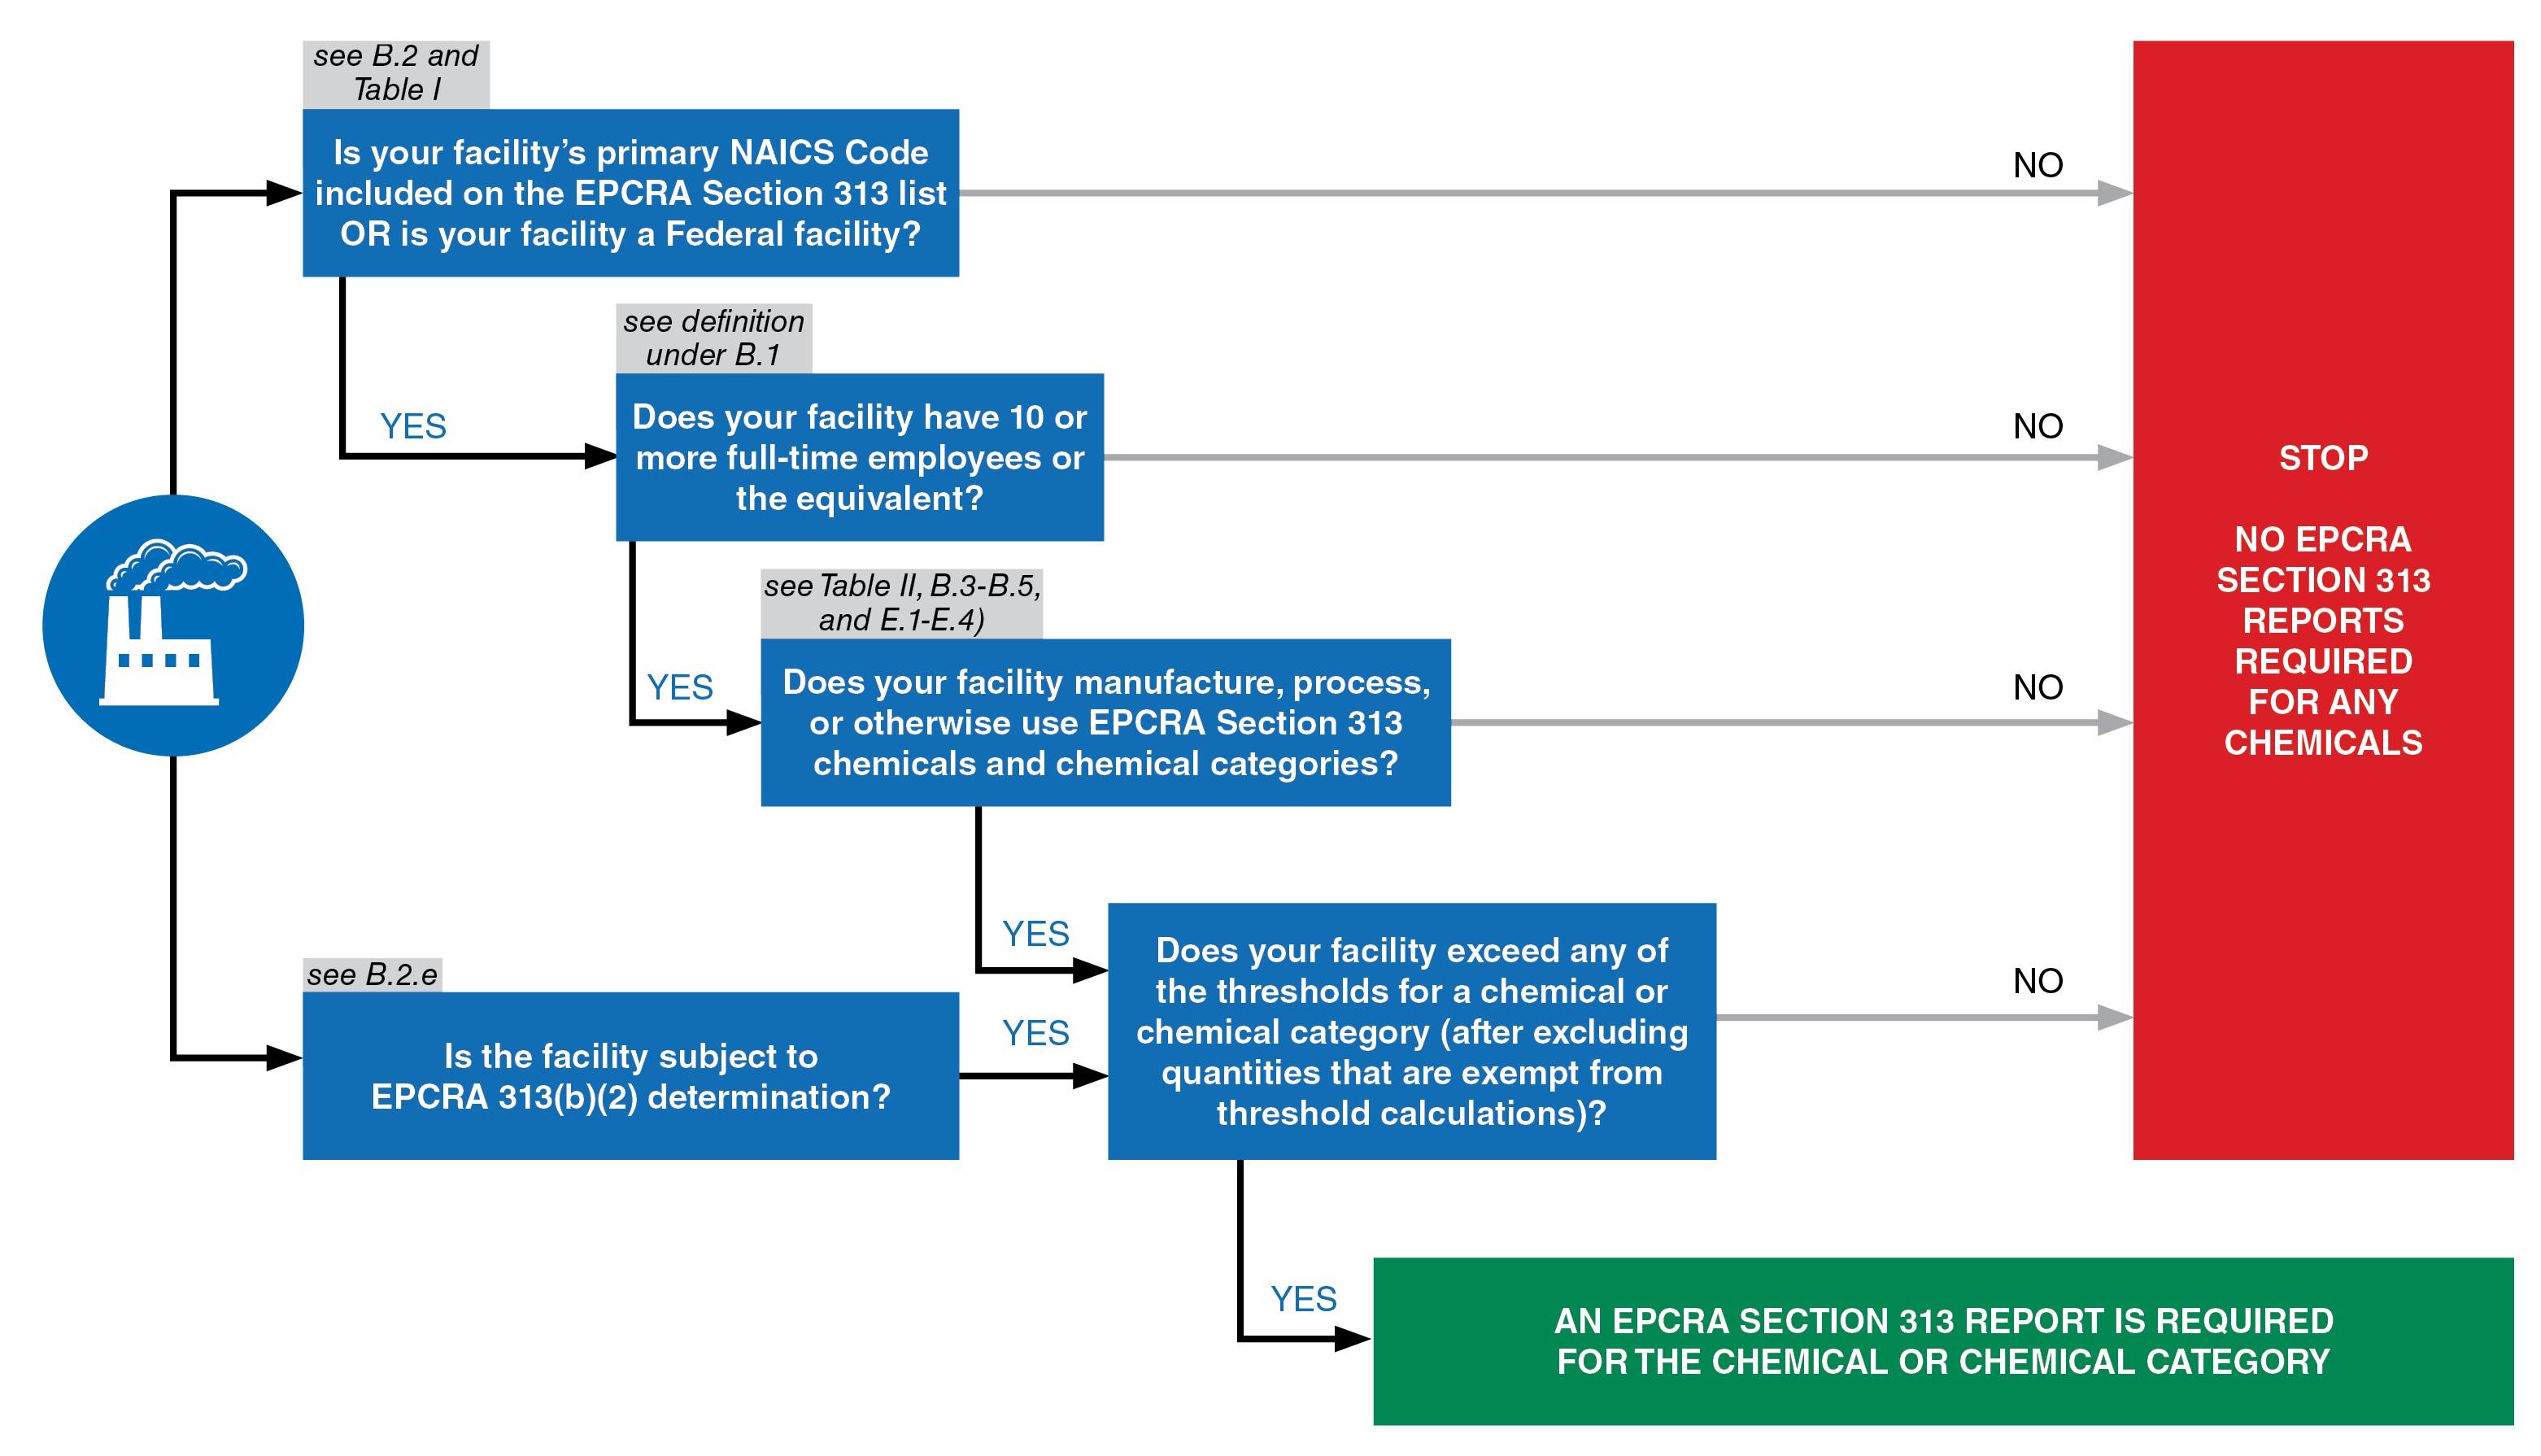 see B.2 and
Table I
Is your facility’s primary NAICS Code
included on the EPCRA Section 313 list
OR is your facility a Federal facility?
NO
see definition
under B.1
YES
Does your facility have 10 or
more full-time employees or
the equivalent?
NO
see Table II, B.3-B.5,
and E.1-E.4)
YES
Does your facility manufacture, process,
or otherwise use EPCRA Section 313
chemicals and chemical categories?
NO
STOP
NO EPCRA
SECTION 313
REPORTS
REQUIRED
FOR ANY
CHEMICALS
see B.2.e
Is the facility subject to
EPCRA 313(b)(2) determination?
YES
YES
Does your facility exceed any of
the thresholds for a chemical or
chemical category (after excluding
quantities that are exempt from
threshold calculations)?
NO
YES
AN EPCRA SECTION 313 REPORT IS REQUIRED
FOR THE CHEMICAL OR CHEMICAL CATEGORY